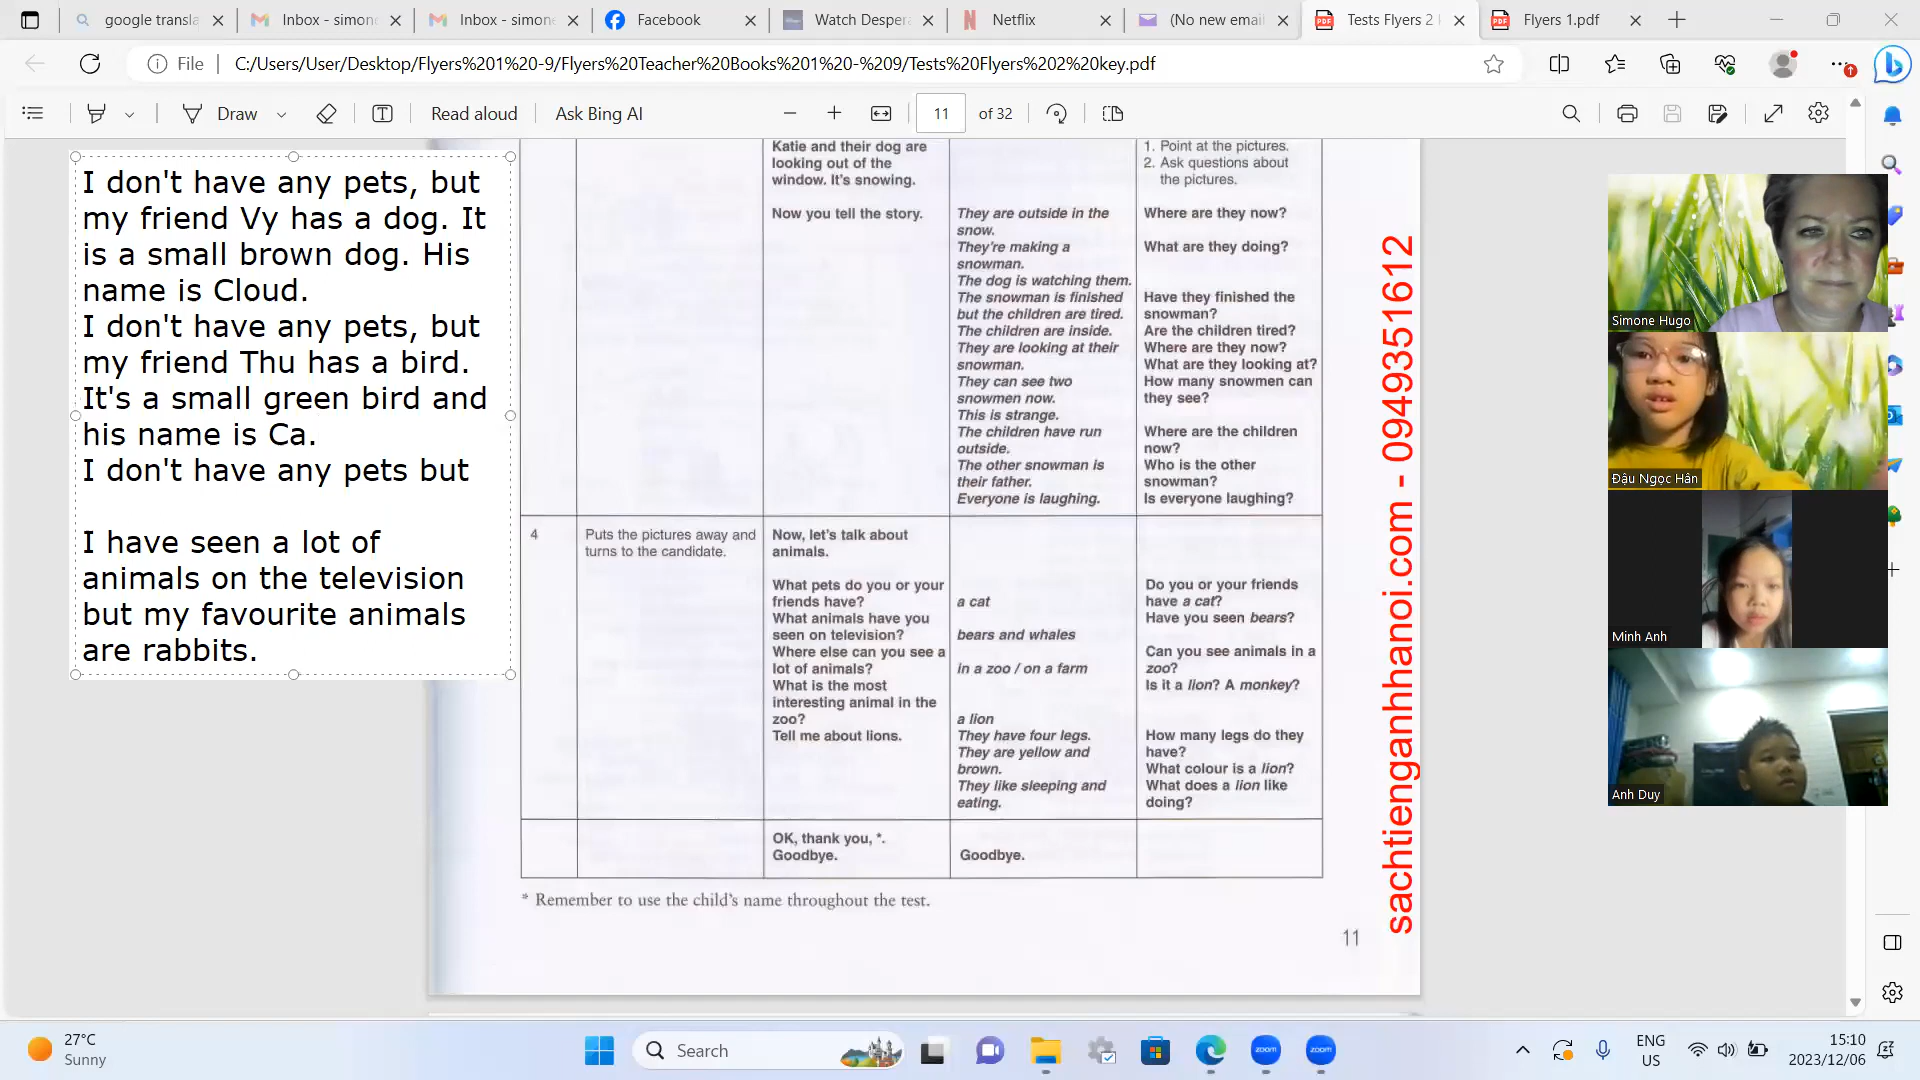 google transla
Inbox - simon
Inbox - simon
Facebook
Watch Despera
Netflix
(No new email
Tests Flyers 2 k
Flyers 1.pdf
File
C:/Users/User/Desktop/Flyers%201%20-9/Flyers%20Teacher%20Books%201%20-%209/Tests%20Flyers%202%20key.pdf
Draw
Read aloud
Ask Bing AI
11
of 32
I don't have any pets, but
my friend Vy has a dog. It
is a small brown dog. His
name is Cloud.
I don't have any pets, but
my friend Thu has a bird.
It's a small green bird and
his name is Ca.
I don't have any pets but
I have seen a lot of
animals on the television
but my favourite animals
are rabbits.
Katie and their dog are
looking out of the
window. It's snowing.
Now you tell the story.
They are outside in the
snow.
They're making a
snowman.
The dog is watching them.
The snowman is finished
but the children are tired.
The children are inside.
They are looking at their
snowman.
They can see two
snowmen now.
This is strange.
The children have run
outside.
The other snowman is
their father.
Everyone is laughing.
1. Point at the pictures.
2. Ask questions about
the pictures.
Where are they now?
What are they doing?
Have they finished the
snowman?
Are the children tired?
Where are they now?
What are they looking at?
How many snowmen can
they see?
Where are the children
now?
Who is the other
snowman?
Is everyone laughing?
4
Puts the pictures away and
turns to the candidate.
Now, let's talk about
animals.
What pets do you or your
friends have?
What animals have you
seen on television?
Where else can you see a
lot of animals?
What is the most
interesting animal in the
zoo?
Tell me about lions.
a cat
bears and whales
in a zoo / on a farm
a lion
They have four legs.
They are yellow and
brown.
They like sleeping and
eating.
Do you or your friends
have a cat?
Have you seen bears?
Can you see animals in a
zoo?
Is it a lion? A monkey?
How many legs do they
have?
What colour is a lion?
What does a lion like
doing?
OK, thank you, *.
Goodbye.
Goodbye.
* Remember to use the child's name throughout the test.
11
sachtienganhhanoi.com - 0949351612
Simone Hugo
Đậu Ngọc Hân
Minh Anh
Anh Duy
27°C
Sunny
Search
zoom
zoom
ENG
US
15:10
2023/12/06